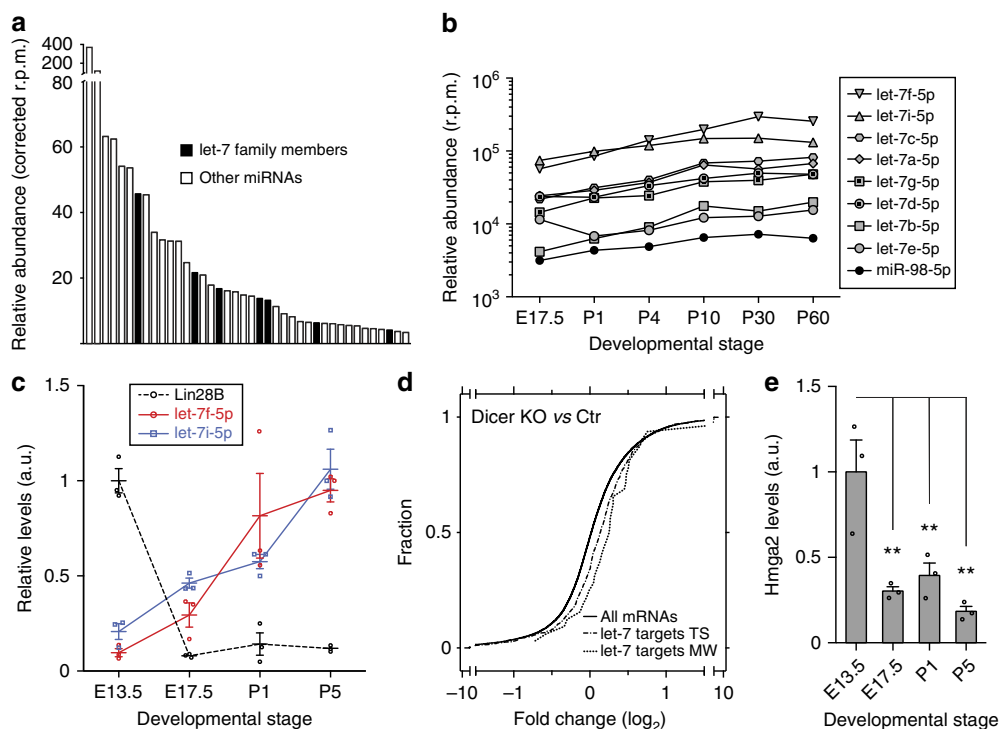 a
Relative abundance (corrected r.p.m.)
400
200
80
60
40
20
let-7 family members
Other miRNAs
b
Relative abundance (r.p.m.)
10^6
10^5
10^4
10^3
E17.5 P1 P4 P10 P30 P60
Developmental stage
let-7f-5p
let-7i-5p
let-7c-5p
let-7a-5p
let-7g-5p
let-7d-5p
let-7b-5p
let-7e-5p
miR-98-5p
c
Relative levels (a.u.)
1.5
1
0.5
0
Lin28B
let-7f-5p
let-7i-5p
E13.5 E17.5 P1 P5
Developmental stage
d
Dicer KO vs Ctr
Fraction
1
0.5
0
All mRNAs
let-7 targets TS
let-7 targets MW
−10 −1 0 1 10
Fold change (log2)
e
Hmga2 levels (a.u.)
1.5
1
0.5
0
** ** **
E13.5 E17.5 P1 P5
Developmental stage